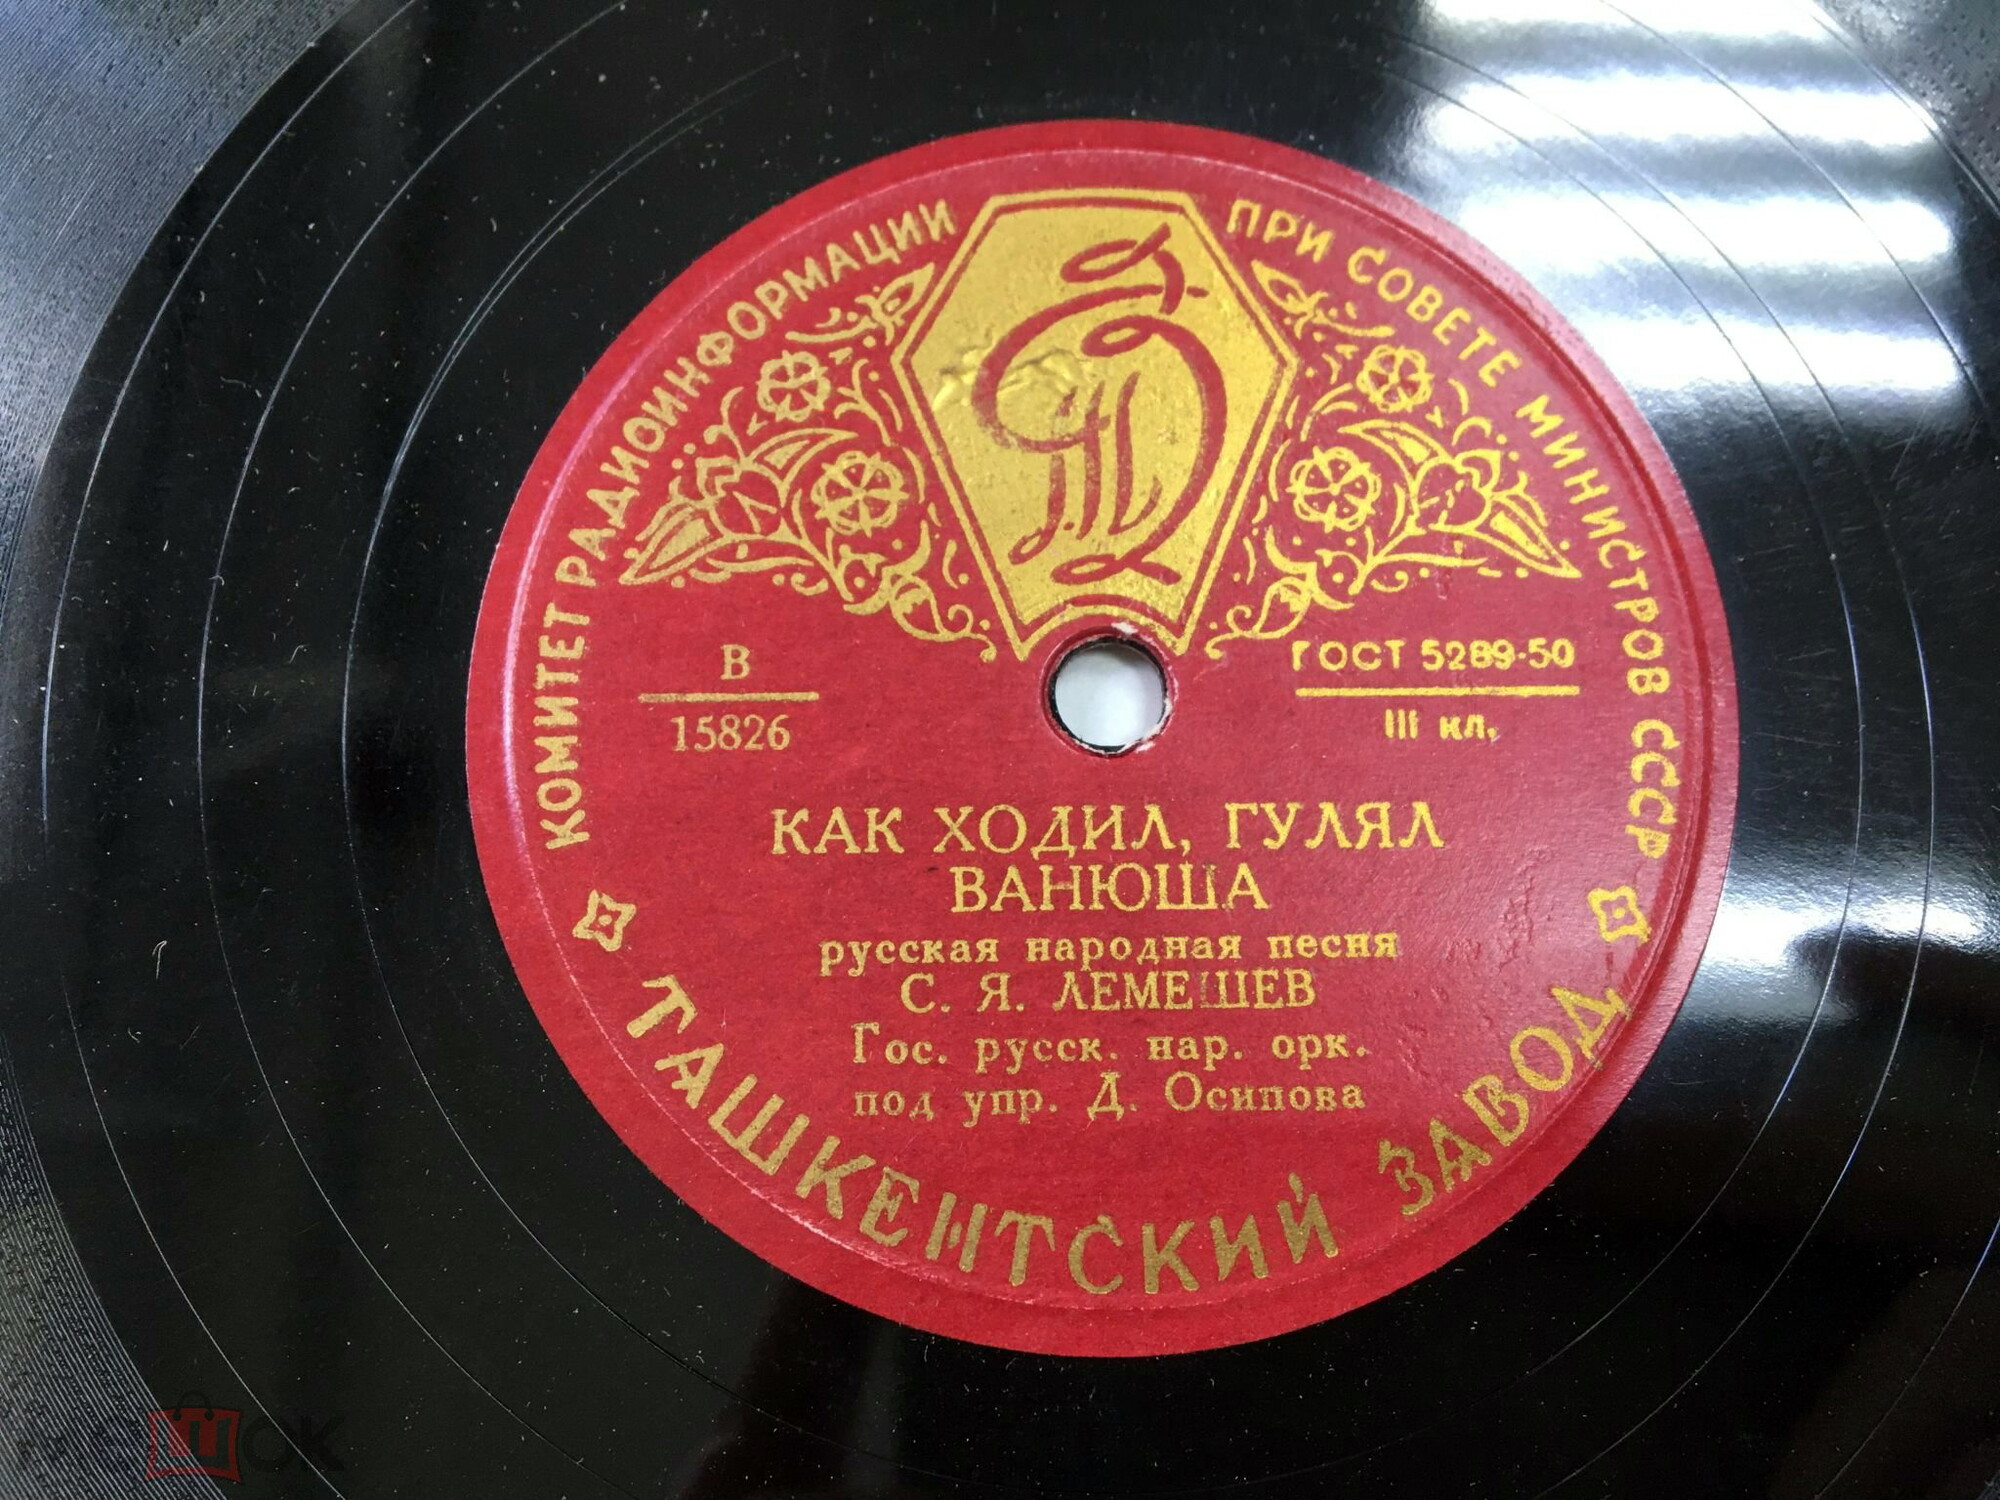 КОМИТЕТ РАДИОИНФОРМАЦИИ ПРИ СОВЕТЕ МИНИСТРОВ СССР
В
15826
ГОСТ 5289-50
III кл.
КАК ХОДИЛ, ГУЛЯЛ
ВАНЮША
русская народная песня
С. Я. ЛЕМЕШЕВ
Гос. русск. нар. орк.
под упр. Д. Осипова
ТАШКЕНТСКИЙ ЗАВОД